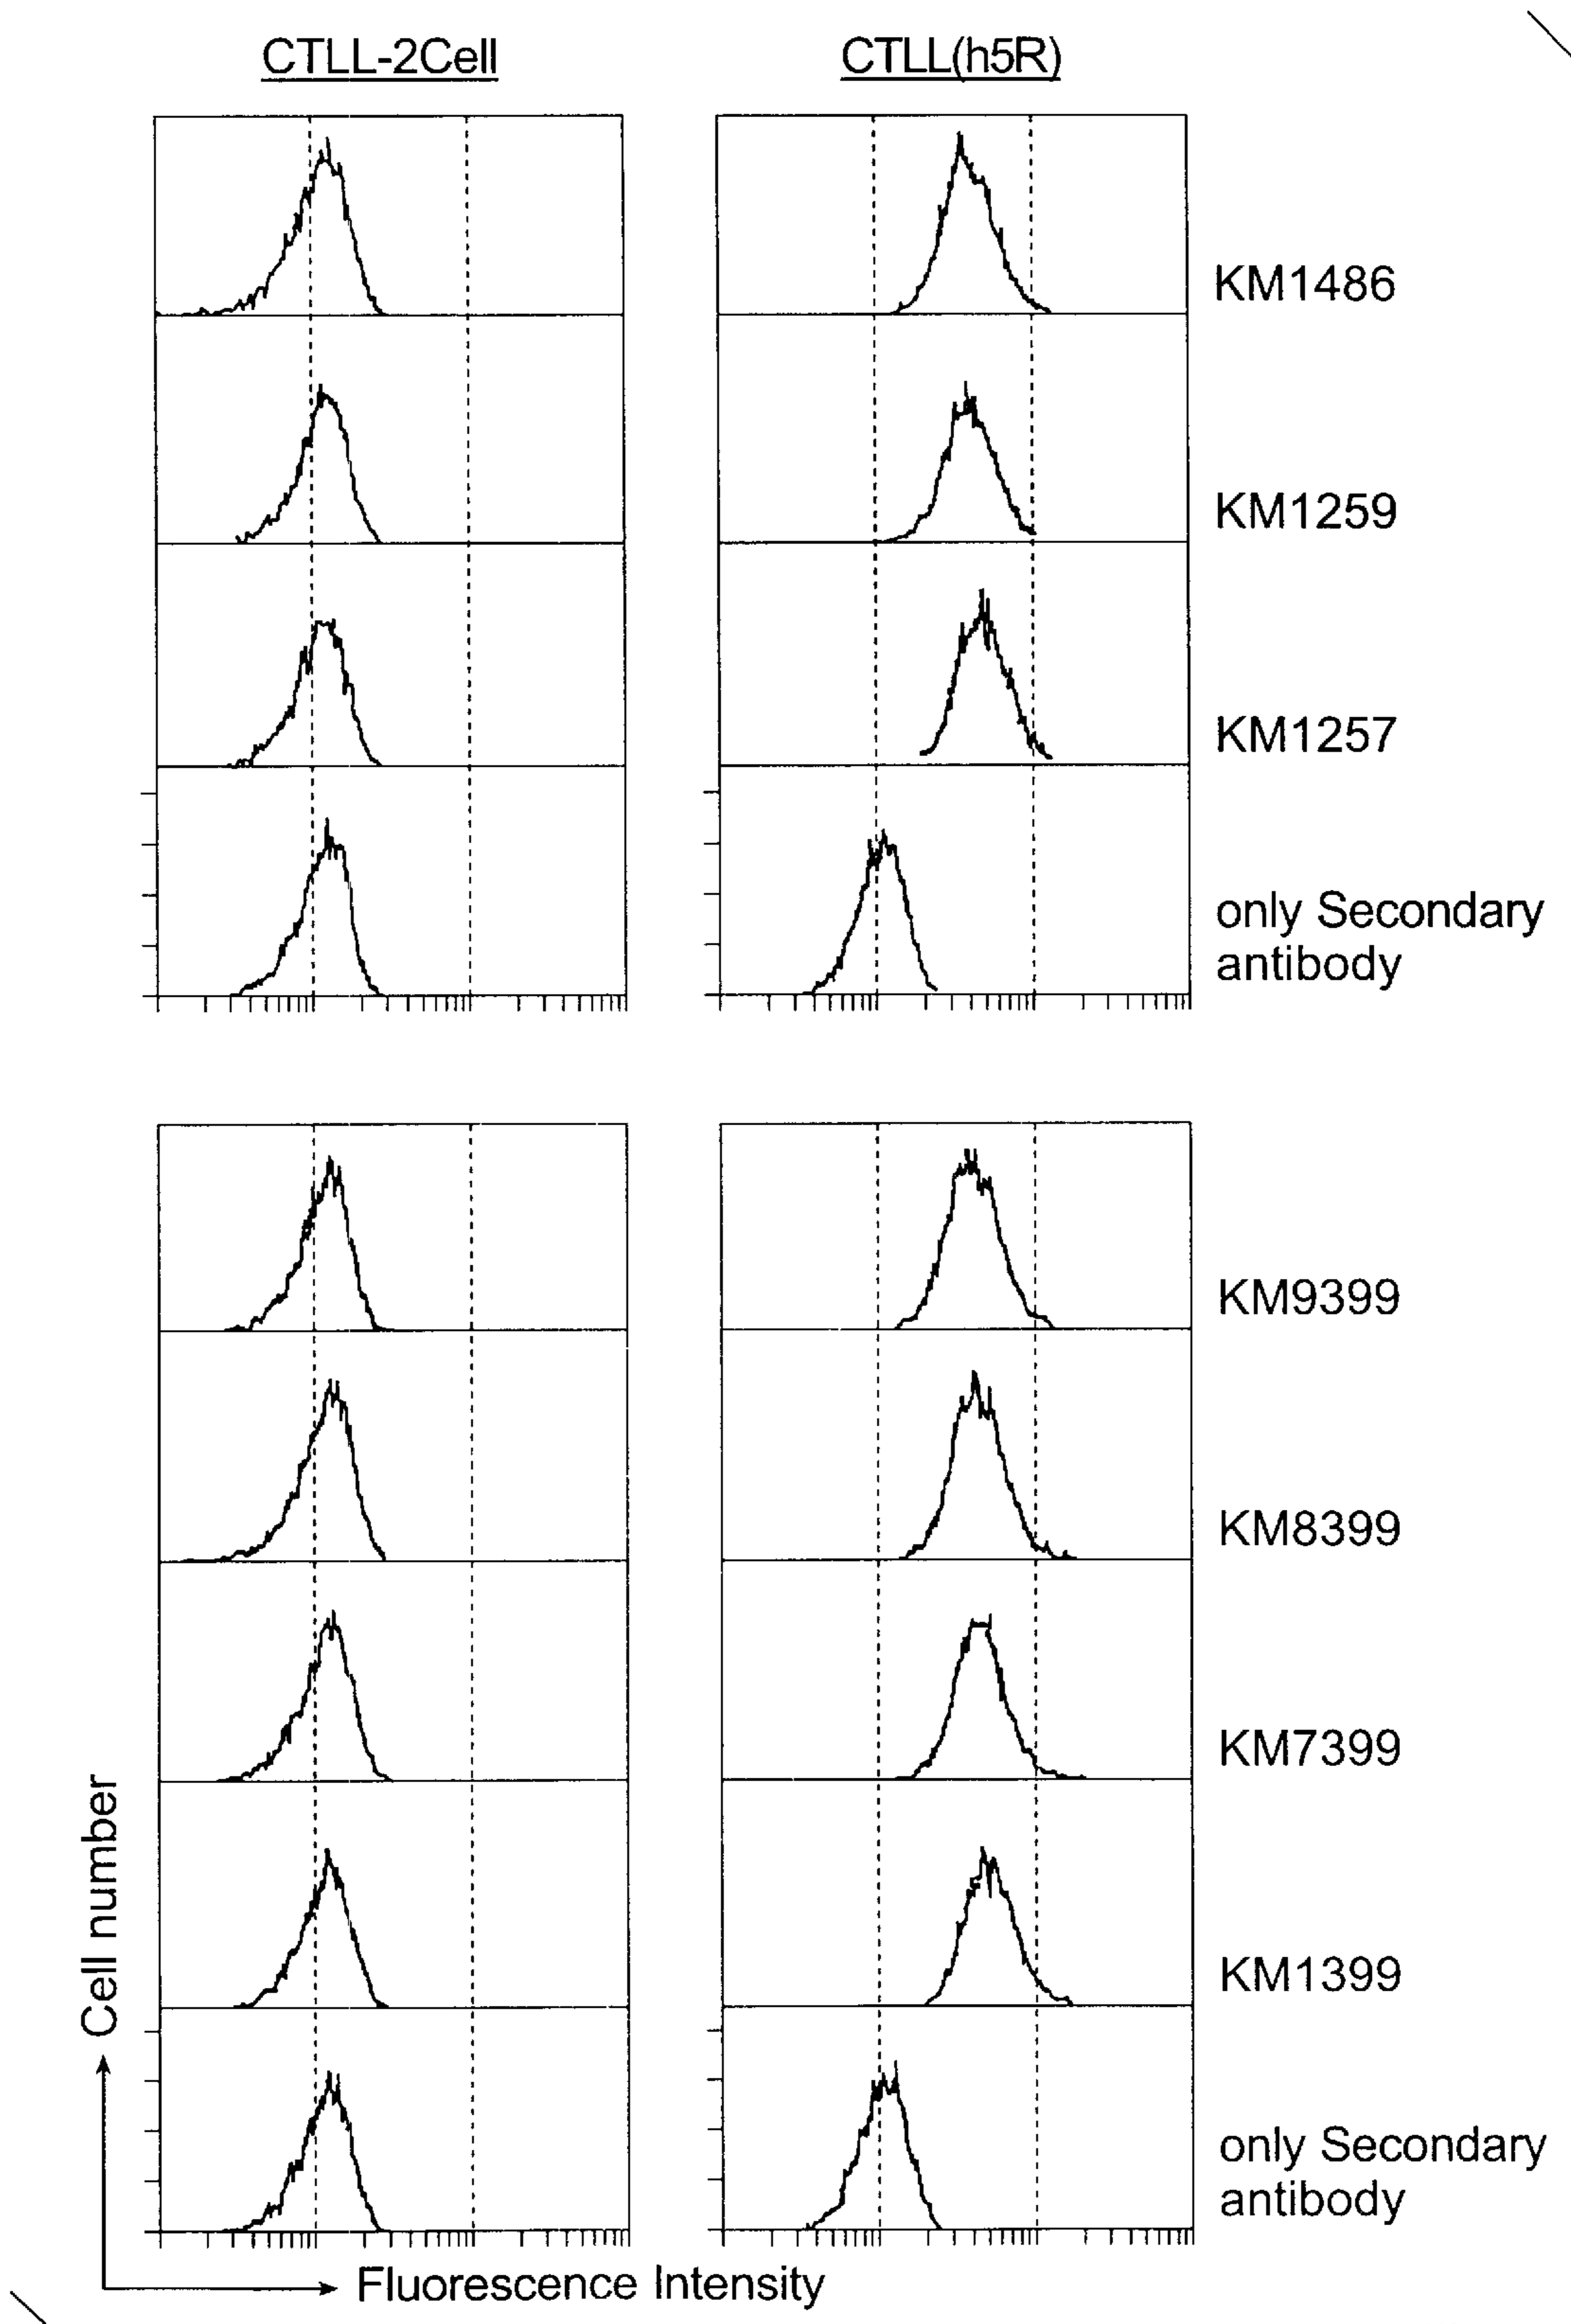 CTLL-2Cell
CTLL(h5R)
KM1486
KM1259
KM1257
only Secondary
antibody
KM9399
KM8399
KM7399
KM1399
only Secondary
antibody
Cell number
Fluorescence Intensity